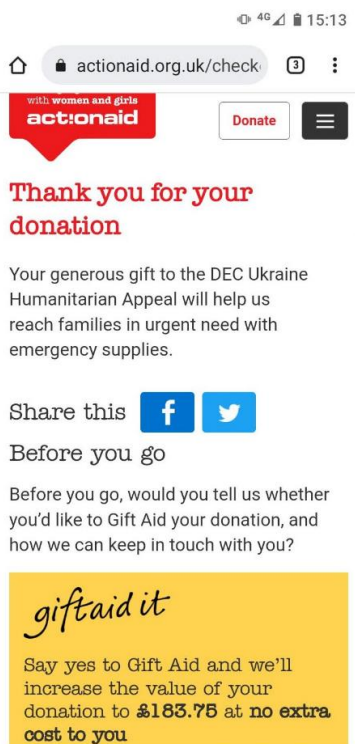 4G 15:13
actionaid.org.uk/check
3
with women and girls
act!onaid
Donate
Thank you for your
donation
Your generous gift to the DEC Ukraine
Humanitarian Appeal will help us
reach families in urgent need with
emergency supplies.
Share this
Before you go
Before you go, would you tell us whether
you’d like to Gift Aid your donation, and
how we can keep in touch with you?
giftaid it
Say yes to Gift Aid and we’ll
increase the value of your
donation to £183.75 at no extra
cost to you